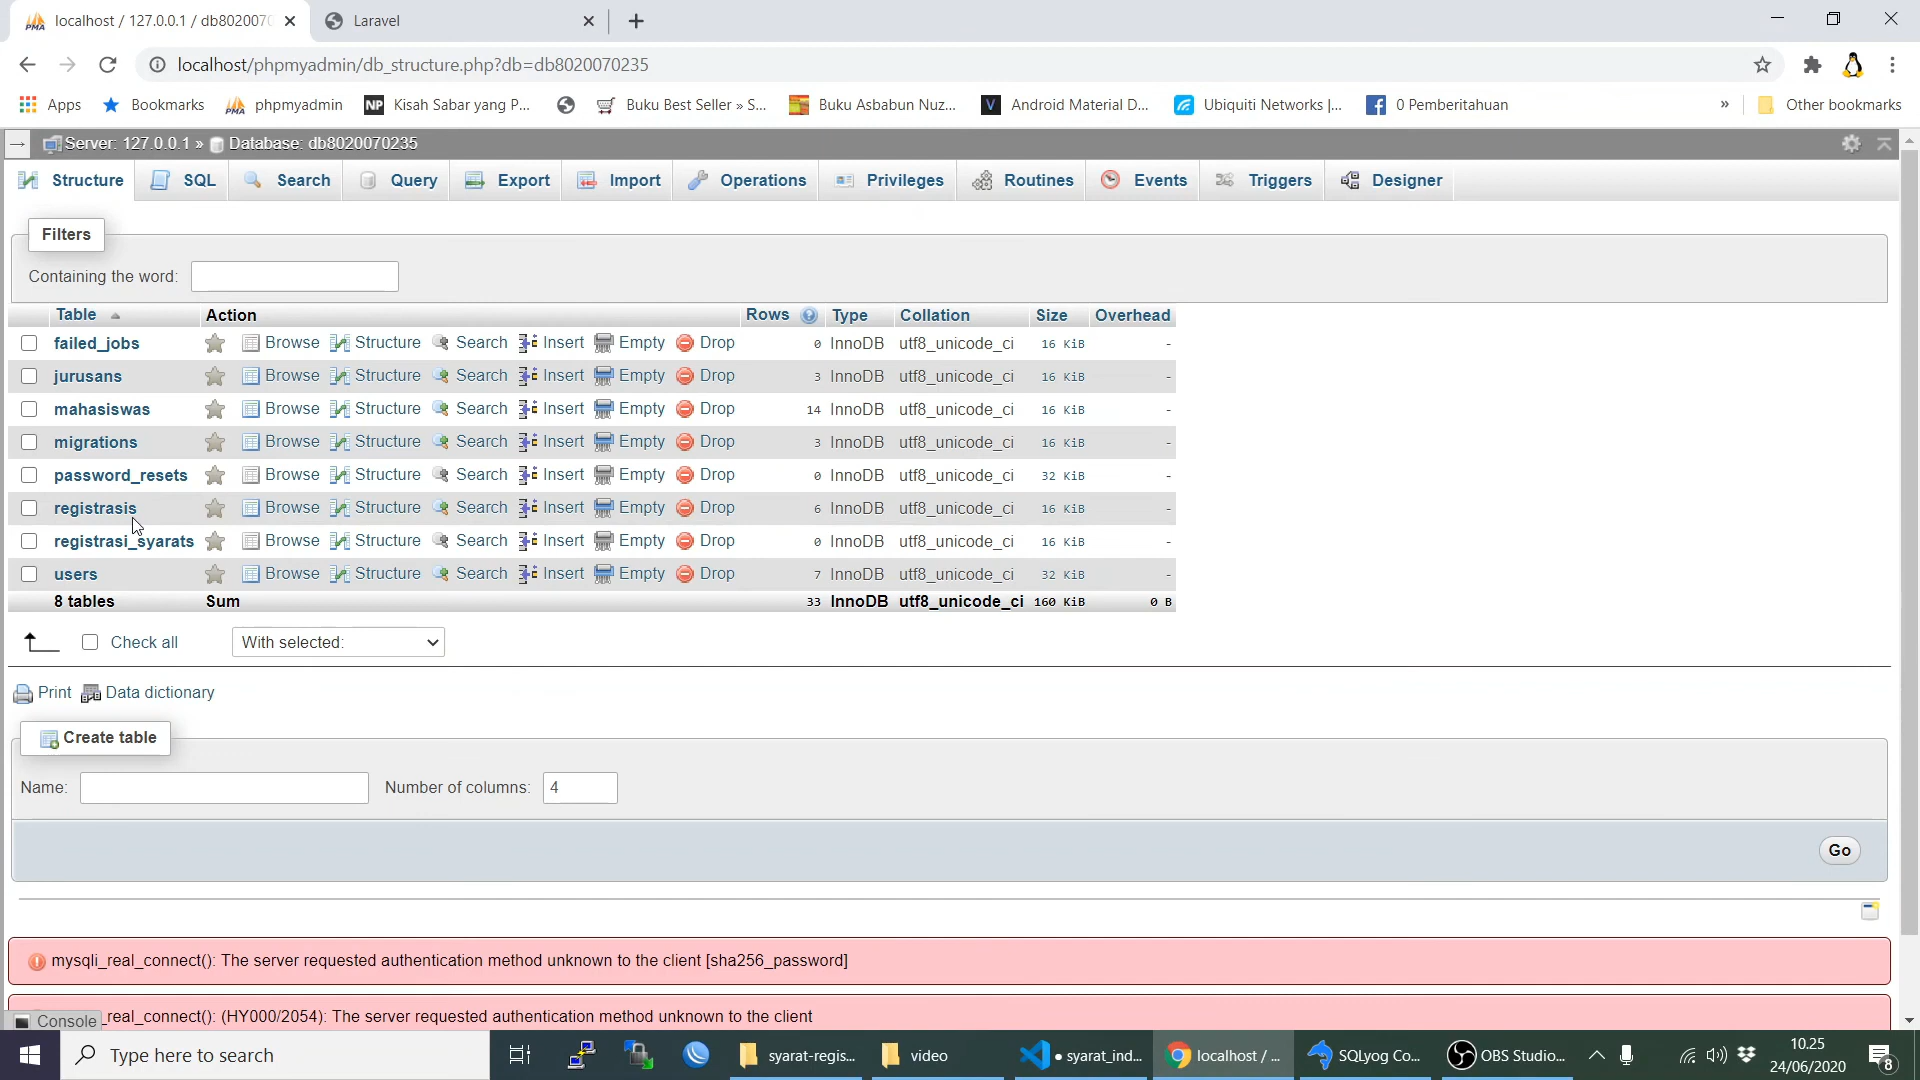 localhost / 127.0.0.1 / db8020070
Laravel
localhost/phpmyadmin/db_structure.php?db=db8020070235
Apps Bookmarks phpmyadmin NP Kisah Sabar yang P... Buku Best Seller » S... Buku Asbabun Nuz... V Android Material D... Ubiquiti Networks |... 0 Pemberitahuan » Other bookmarks
Server: 127.0.0.1 » Database: db8020070235
Structure SQL Search Query Export Import Operations Privileges Routines Events Triggers Designer
Filters
Containing the word:
Table Action Rows Type Collation Size Overhead
failed_jobs Browse Structure Search Insert Empty Drop 0 InnoDB utf8_unicode_ci 16 KiB -
jurusans Browse Structure Search Insert Empty Drop 3 InnoDB utf8_unicode_ci 16 KiB -
mahasiswas Browse Structure Search Insert Empty Drop 14 InnoDB utf8_unicode_ci 16 KiB -
migrations Browse Structure Search Insert Empty Drop 3 InnoDB utf8_unicode_ci 16 KiB -
password_resets Browse Structure Search Insert Empty Drop 0 InnoDB utf8_unicode_ci 32 KiB -
registrasis Browse Structure Search Insert Empty Drop 6 InnoDB utf8_unicode_ci 16 KiB -
registrasi_syarats Browse Structure Search Insert Empty Drop 0 InnoDB utf8_unicode_ci 16 KiB -
users Browse Structure Search Insert Empty Drop 7 InnoDB utf8_unicode_ci 32 KiB -
8 tables Sum 33 InnoDB utf8_unicode_ci 160 KiB 0 B
Check all With selected:
Print Data dictionary
Create table
Name: Number of columns: 4
Go
mysqli_real_connect(): The server requested authentication method unknown to the client [sha256_password]
_real_connect(): (HY000/2054): The server requested authentication method unknown to the client
Console
Type here to search syarat-regis... video • syarat_ind... localhost / ... SQLyog Co... OBS Studio... 10.25
24/06/2020 8